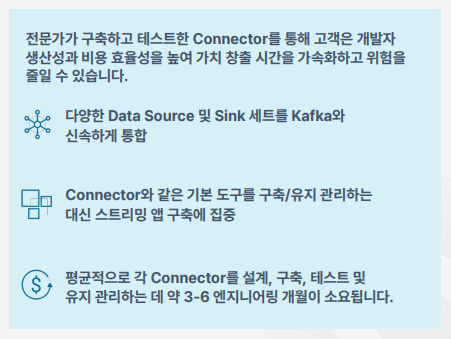 전문가가 구축하고 테스트한 Connector를 통해 고객은 개발자
생산성과 비용 효율성을 높여 가치 창출 시간을 가속화하고 위험을
줄일 수 있습니다.
다양한 Data Source 및 Sink 세트를 Kafka와
신속하게 통합
Connector와 같은 기본 도구를 구축/유지 관리하는
대신 스트리밍 앱 구축에 집중
평균적으로 각 Connector를 설계, 구축, 테스트 및
유지 관리하는 데 약 3-6 엔지니어링 개월이 소요됩니다.